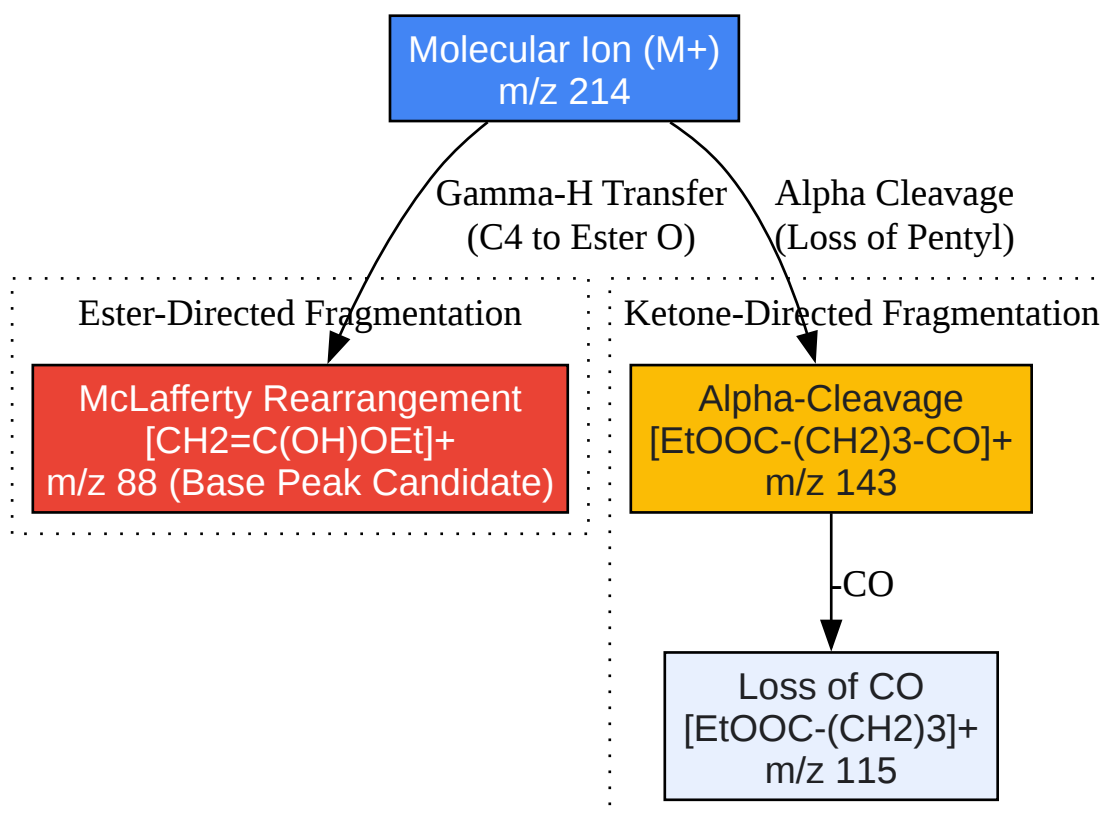 Molecular Ion (M+)
m/z 214
Gamma-H Transfer
(C4 to Ester O)
Alpha Cleavage
(Loss of Pentyl)
Ester-Directed Fragmentation
Ketone-Directed Fragmentation
McLafferty Rearrangement
[CH2=C(OH)OEt]+
m/z 88 (Base Peak Candidate)
Alpha-Cleavage
[EtOOC-(CH2)3-CO]+
m/z 143
-CO
Loss of CO
[EtOOC-(CH2)3]+
m/z 115